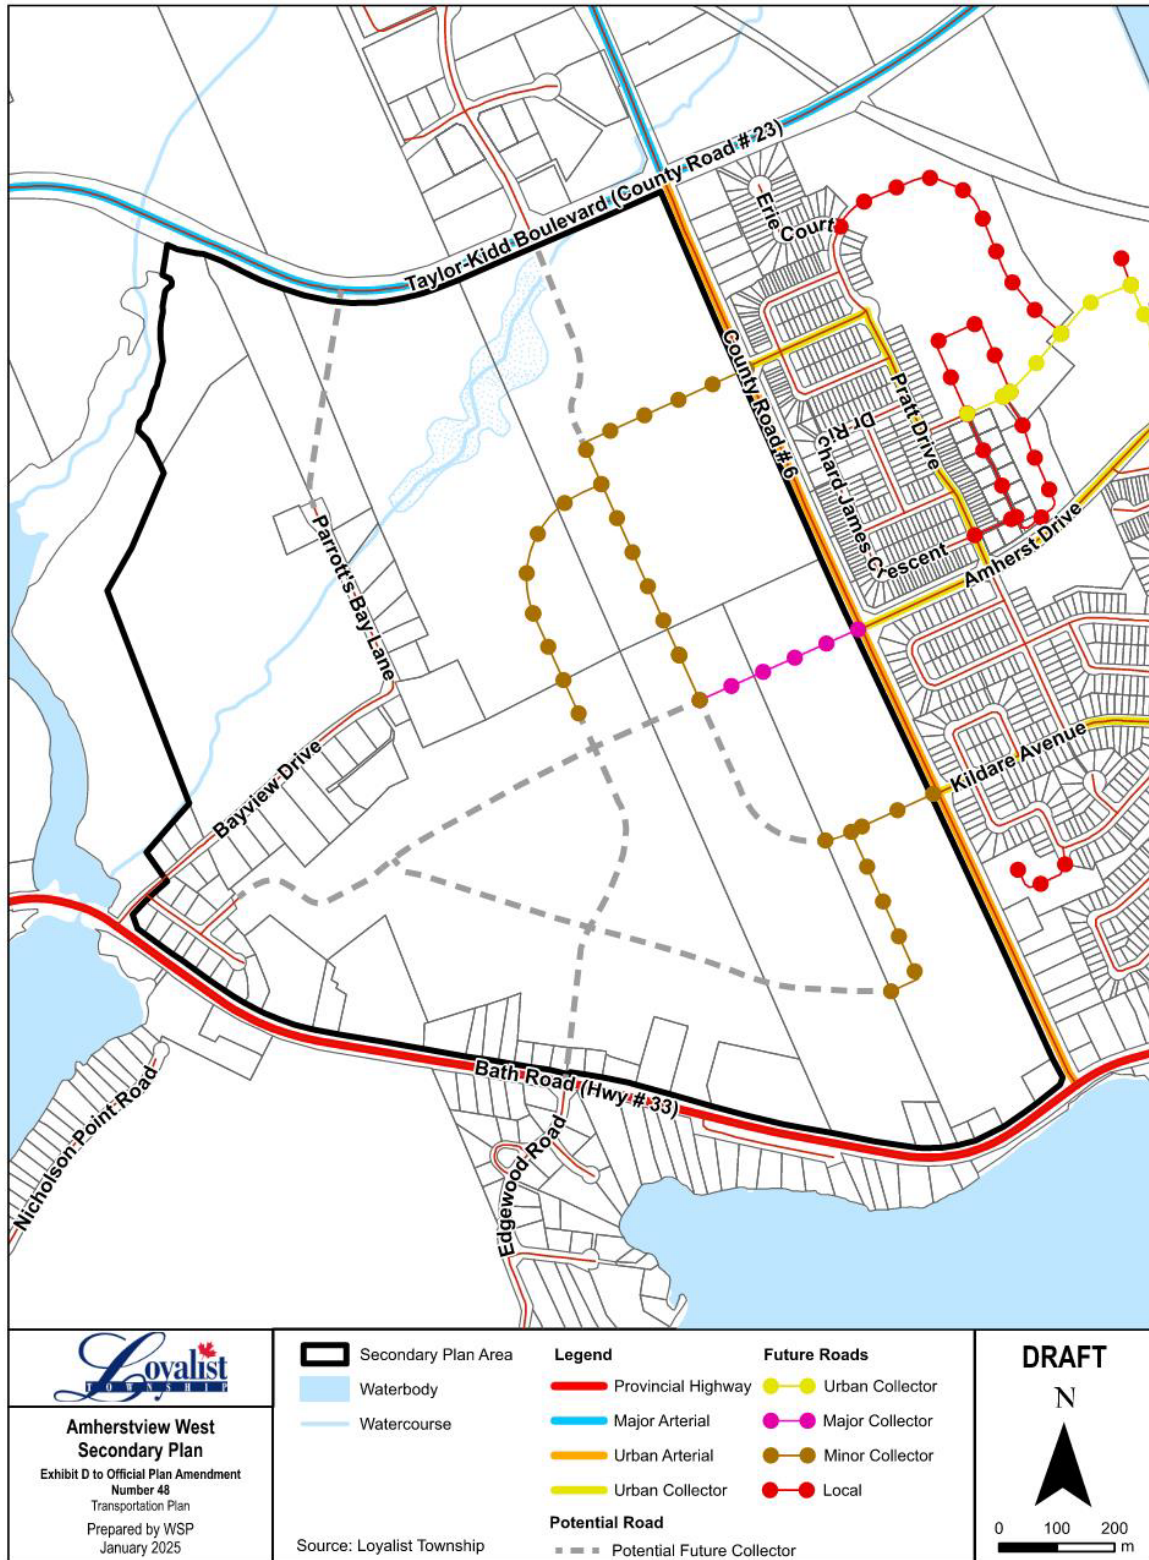 Taylor-Kidd Boulevard (County Road # 23)
Erie Court
County Road # 6
Pratt Drive
Dr Ri
chard James
Crescent
Amherst Drive
Parrott's Bay Lane
Bayview Drive
Kildare Avenue
Bath Road (Hwy # 33)
Nicholson Point Road
Edgewood Road
Loyalist
TOWNSHIP
Amherstview West
Secondary Plan
Exhibit D to Official Plan Amendment
Number 48
Transportation Plan
Prepared by WSP
January 2025
Secondary Plan Area
Waterbody
Watercourse
Source: Loyalist Township
Legend
Provincial Highway
Major Arterial
Urban Arterial
Urban Collector
Potential Road
Potential Future Collector
Future Roads
Urban Collector
Major Collector
Minor Collector
Local
DRAFT
N
0 100 200
m